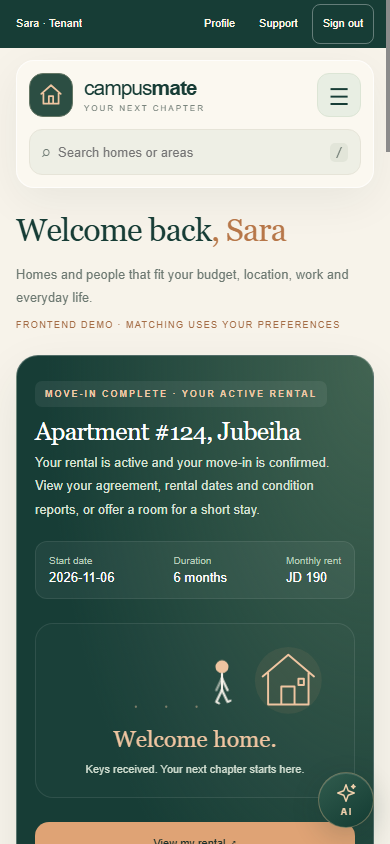 Sara · Tenant
Profile
Support
Sign out
campusmate
YOUR NEXT CHAPTER
Search homes or areas
/
Welcome back, Sara
Homes and people that fit your budget, location, work and
everyday life.
FRONTEND DEMO · MATCHING USES YOUR PREFERENCES
MOVE-IN COMPLETE · YOUR ACTIVE RENTAL
Apartment #124, Jubeiha
Your rental is active and your move-in is confirmed.
View your agreement, rental dates and condition
reports, or offer a room for a short stay.
Start date
2026-11-06
Duration
6 months
Monthly rent
JD 190
Welcome home.
Keys received. Your next chapter starts here.
AI
View my rental